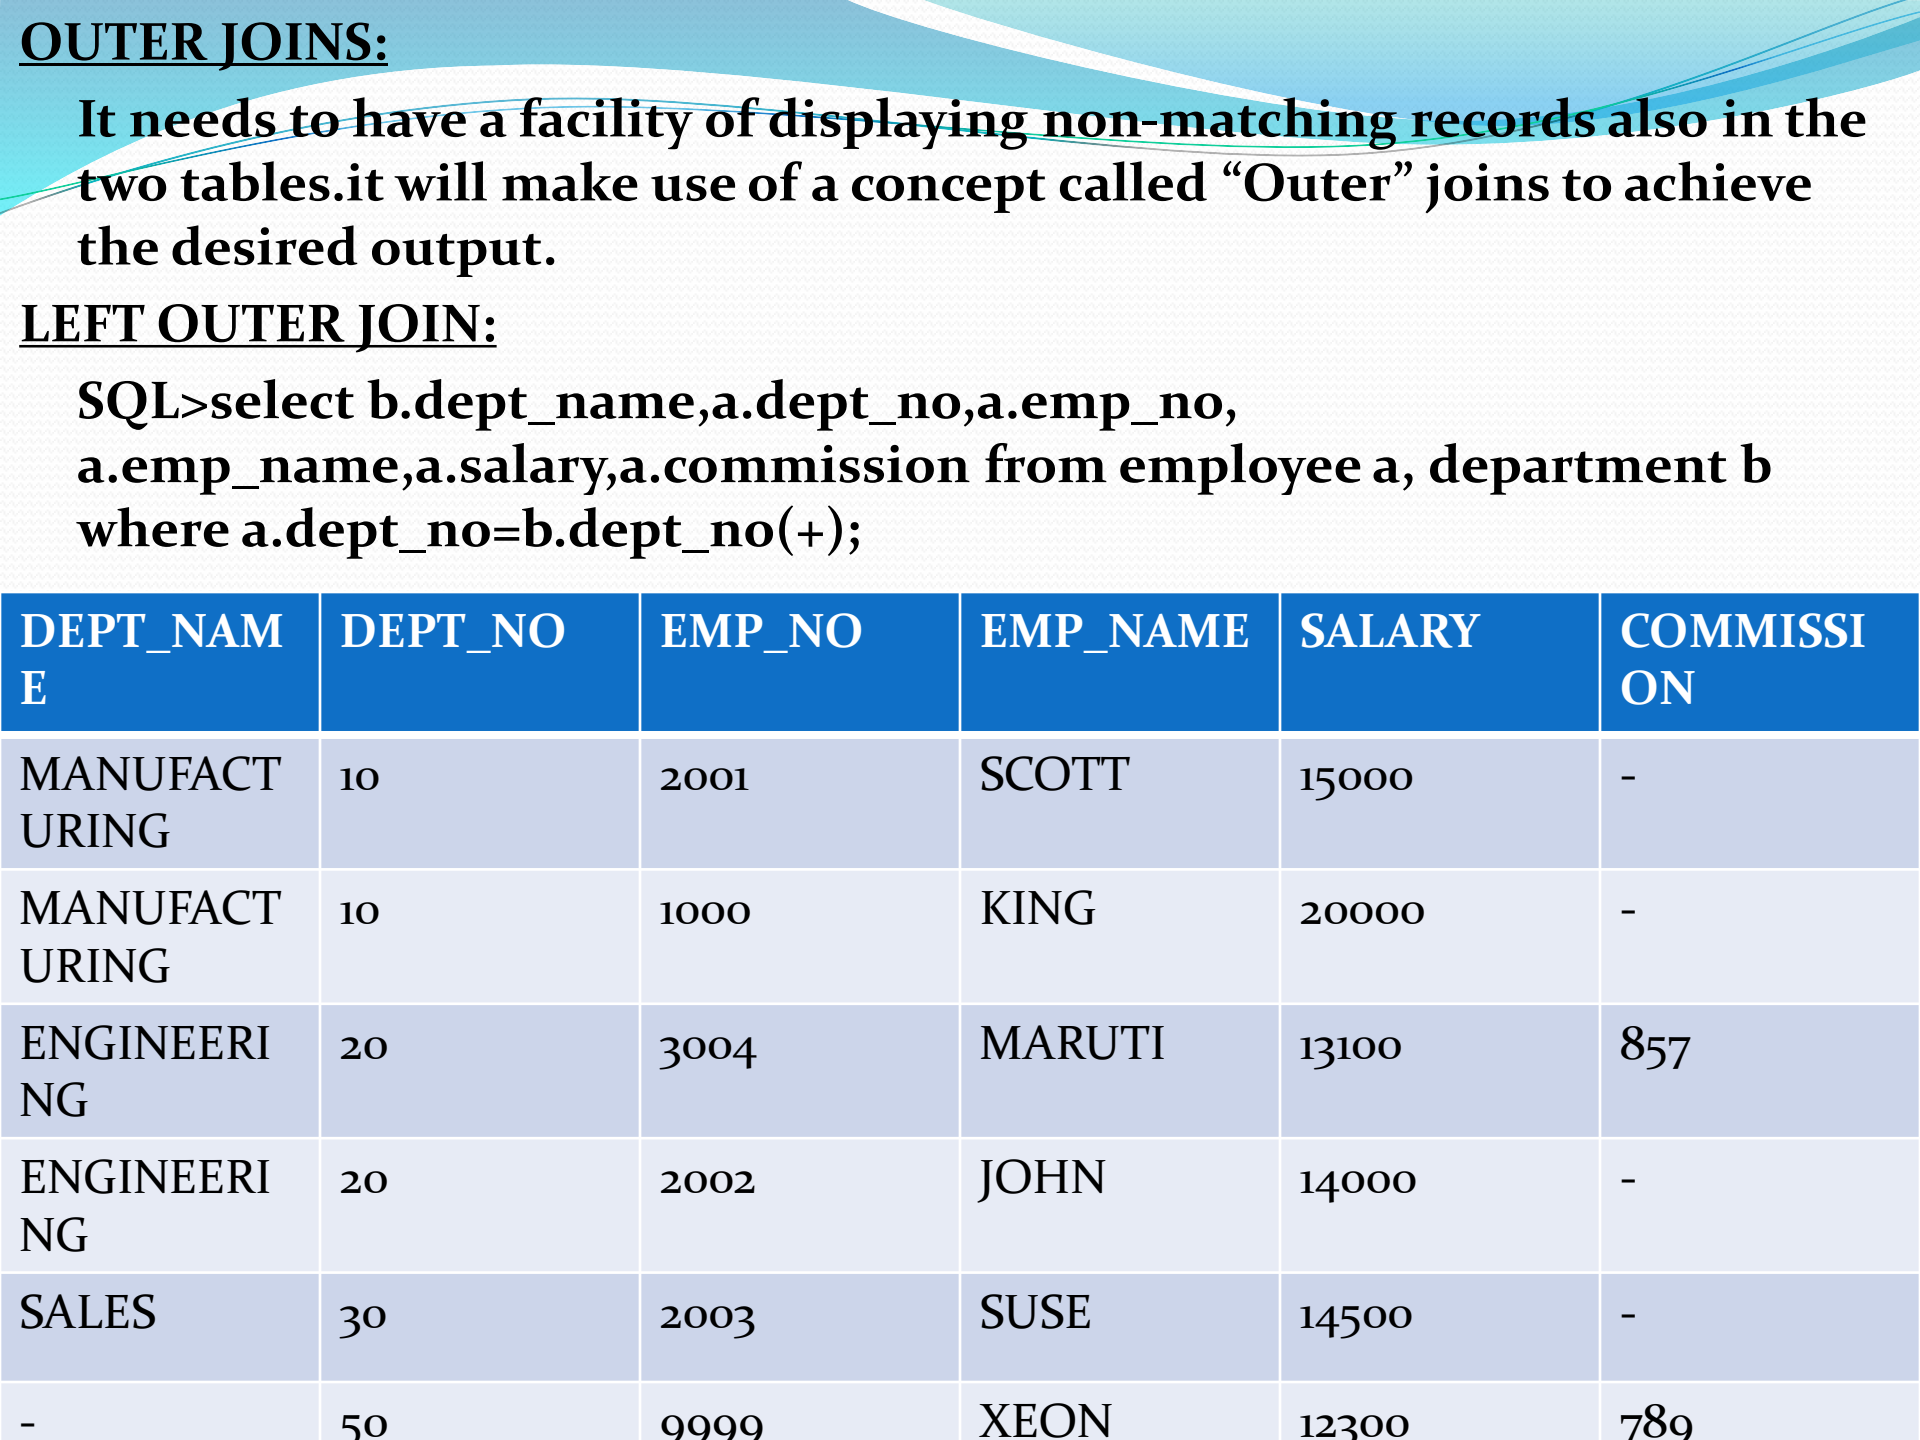 OUTER JOINS:
It needs to have a facility of displaying non-matching records also in the
two tables.it will make use of a concept called “Outer” joins to achieve
the desired output.
LEFT OUTER JOIN:
SQL>select b.dept_name,a.dept_no,a.emp_no,
a.emp_name,a.salary,a.commission from employee a, department b
where a.dept_no=b.dept_no(+);
DEPT_NAM DEPT_NO EMP_NO EMP_NAME SALARY COMMISSI
E ON
MANUFACT 10 2001 SCOTT 15000 -
URING
MANUFACT 10 1000 KING 20000 -
URING
ENGINEERI 20 3004 MARUTI 13100 857
NG
ENGINEERI 20 2002 JOHN 14000 -
NG
SALES 30 2003 SUSE 14500 -
- 50 9999 XEON 12300 789